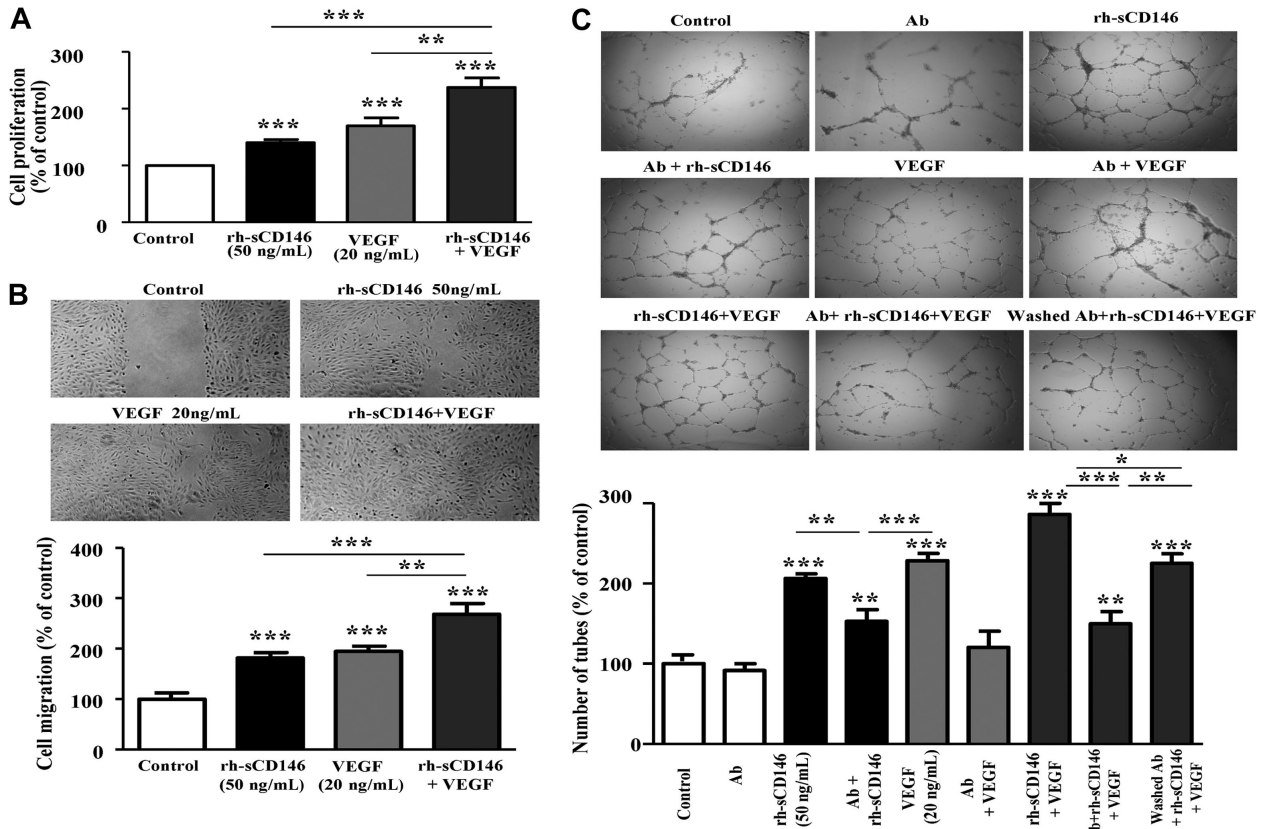 A
***
**
300
200
100
0
Cell proliferation
(% of control)
***
***
***
Control
rh-sCD146
(50 ng/mL)
VEGF
(20 ng/mL)
rh-sCD146
+ VEGF
B
Control
rh-sCD146 50ng/mL
VEGF 20ng/mL
rh-sCD146+VEGF
***
**
400
300
200
100
0
Cell migration (% of control)
***
***
***
Control
rh-sCD146
(50 ng/mL)
VEGF
(20 ng/mL)
rh-sCD146
+ VEGF
C
Control
Ab
rh-sCD146
Ab + rh-sCD146
VEGF
Ab + VEGF
rh-sCD146+VEGF
Ab+ rh-sCD146+VEGF
Washed Ab+rh-sCD146+VEGF
*
*** **
** ***
300
200
100
0
Number of tubes (% of control)
***
**
***
***
**
***
Control
Ab
rh-sCD146
(50 ng/mL)
Ab +
rh-sCD146
VEGF
(20 ng/mL)
Ab
+ VEGF
rh-sCD146
+ VEGF
b+rh-sCD146
+ VEGF
Washed Ab
+ rh-sCD146
+ VEGF